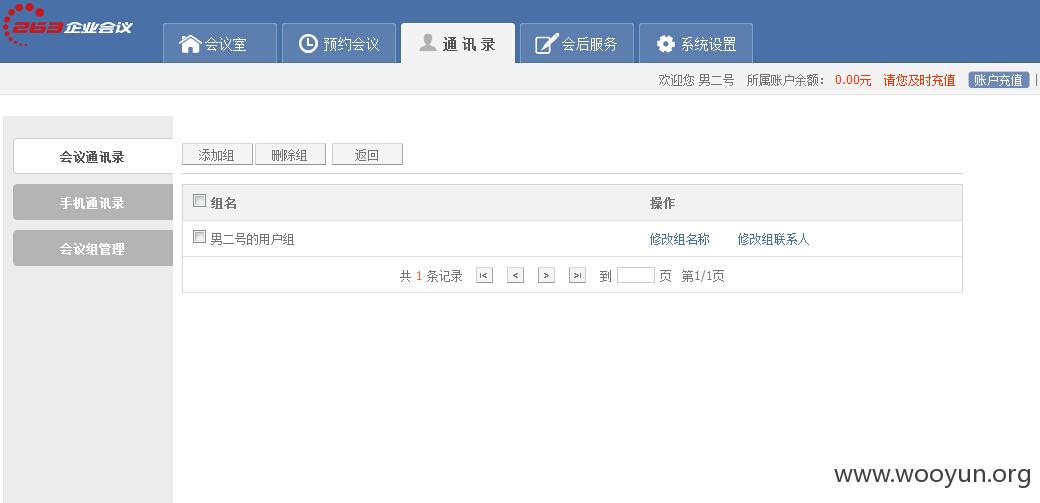 263企业会议
会议室 预约会议 通讯录 会后服务 系统设置
欢迎您 男二号 所属账户余额： 0.00元 请您及时充值 账户充值 |
会议通讯录
手机通讯录
会议组管理
添加组 删除组 返回
组名 操作
男二号的用户组 修改组名称 修改组联系人
共 1 条记录 |< < > >| 到 页 第1/1页
www.wooyun.org